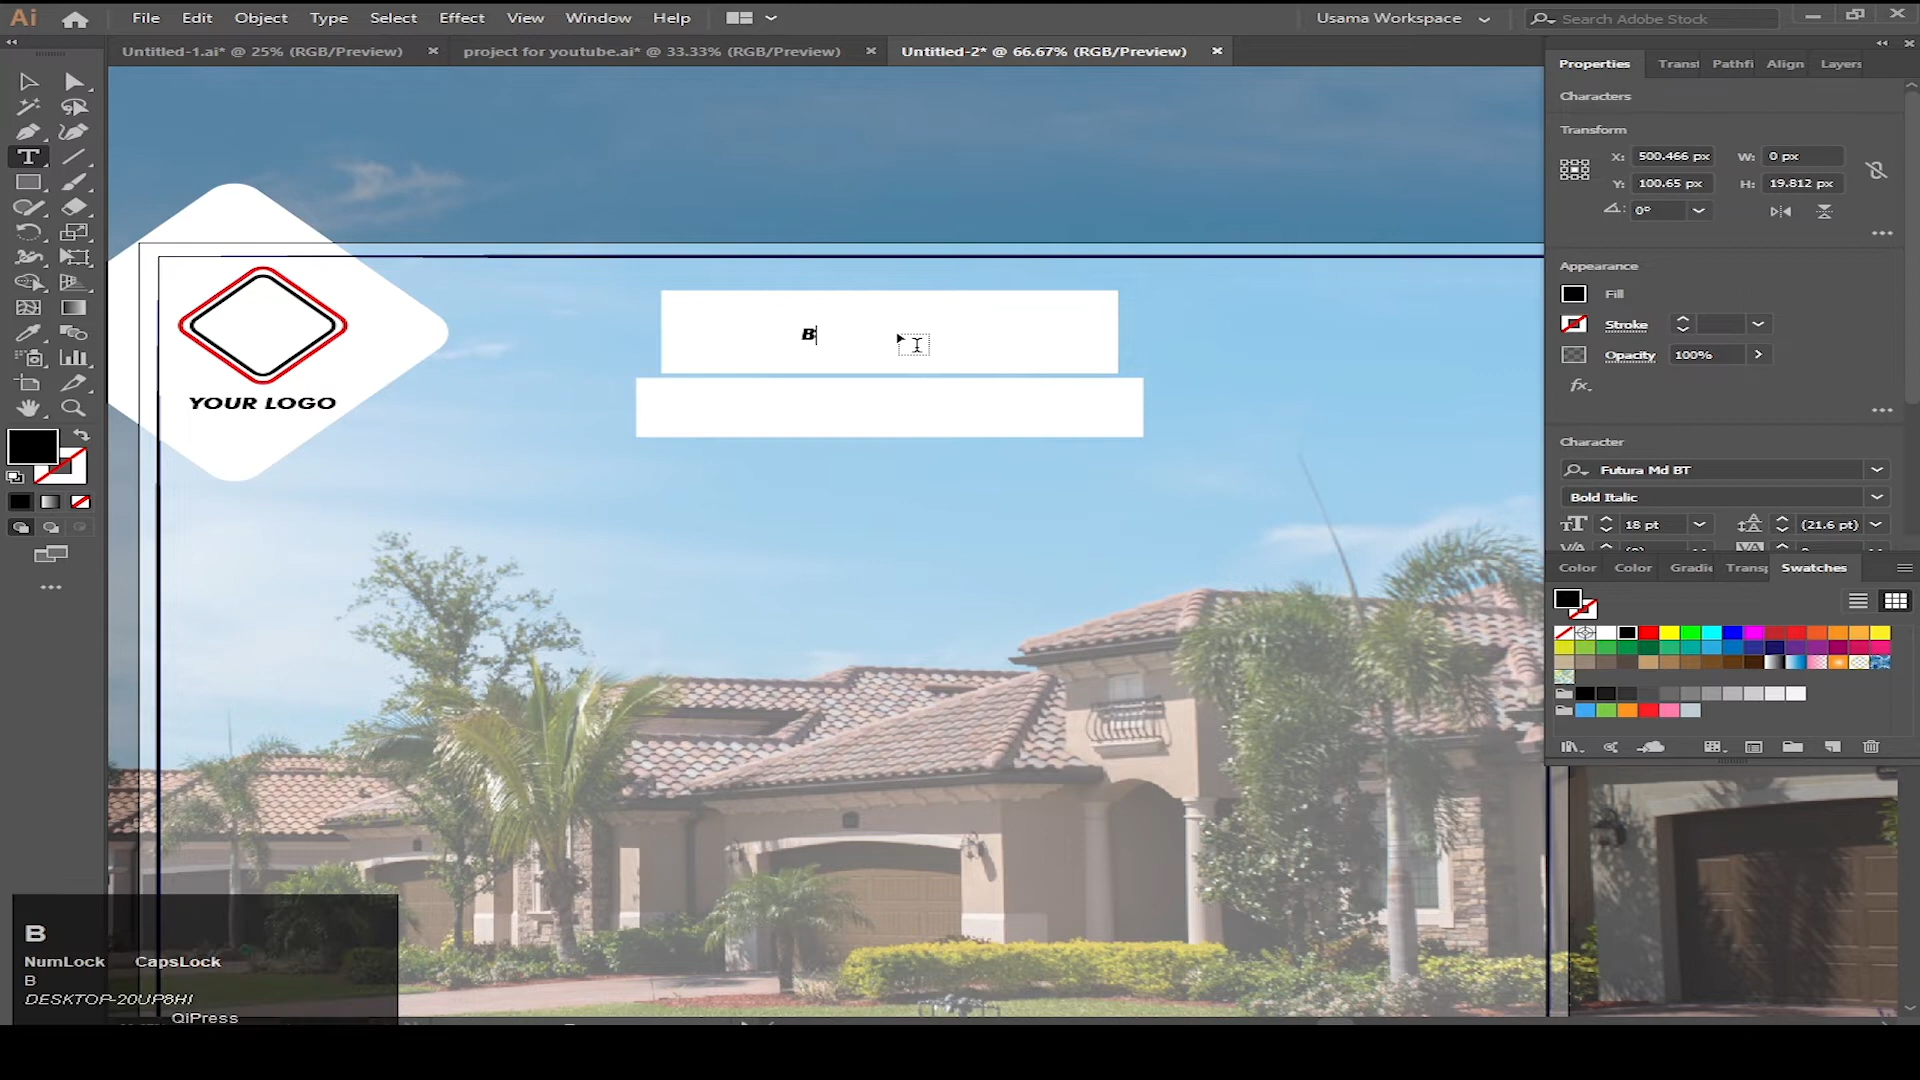 Ai File Edit Object Type Select Effect View Window Help Usama Workspace Search Adobe Stock
Untitled-1.ai* @ 25% (RGB/Preview) project for youtube.ai* @ 33.33% (RGB/Preview) Untitled-2* @ 66.67% (RGB/Preview)
Properties Transf Pathfi Align Layers
Characters
Transform
X: 500.466 px W: 0 px
Y: 100.65 px H: 19.812 px
0°
Appearance
Fill
Stroke
Opacity 100%
fx.
Character
Futura Md BT
Bold Italic
18 pt (21.6 pt)
Color Color Gradie Transp Swatches
B
YOUR LOGO
B
NumLock CapsLock
B
DESKTOP-20UP8HI
QiPress